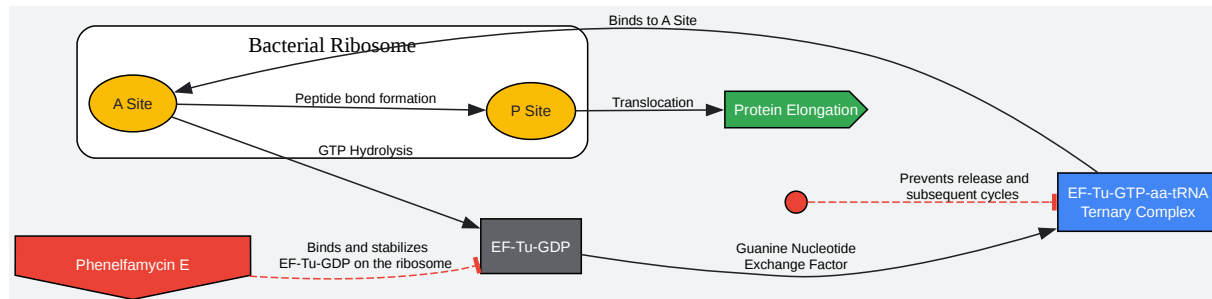 Binds to A Site
Bacterial Ribosome
A Site
Peptide bond formation
P Site
Translocation
Protein Elongation
GTP Hydrolysis
Prevents release and
subsequent cycles
EF-Tu-GTP-aa-tRNA
Ternary Complex
Phenelfamycin E
Binds and stabilizes
EF-Tu-GDP on the ribosome
EF-Tu-GDP
Guanine Nucleotide
Exchange Factor